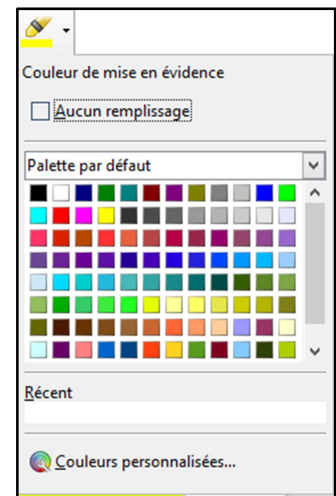 Couleur de mise en évidence
Aucun remplissage
Palette par défaut
Récent
Couleurs personnalisées...